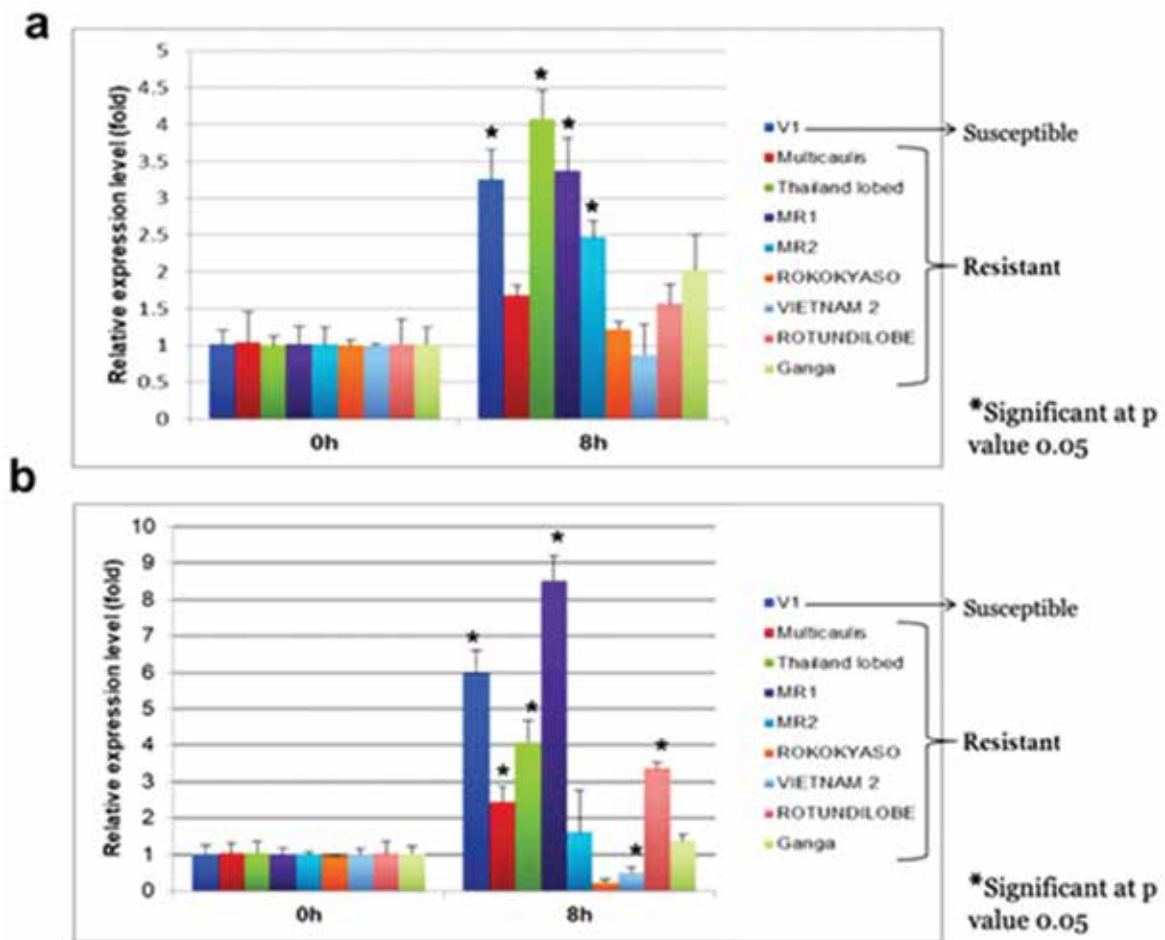 a
Relative expression level (fold)
5
4.5
4
3.5
3
2.5
2
1.5
1
0.5
0
0h
8h
*
*
*
*
V1
Multicaulis
Thailand lobed
MR1
MR2
ROKOKYASO
VIETNAM 2
ROTUNDILOBE
Ganga
Susceptible
Resistant
*Significant at p
value 0.05
b
Relative expression level (fold)
10
9
8
7
6
5
4
3
2
1
0
0h
8h
*
*
*
*
*
*
V1
Multicaulis
Thailand lobed
MR1
MR2
ROKOKYASO
VIETNAM 2
ROTUNDILOBE
Ganga
Susceptible
Resistant
*Significant at p
value 0.05